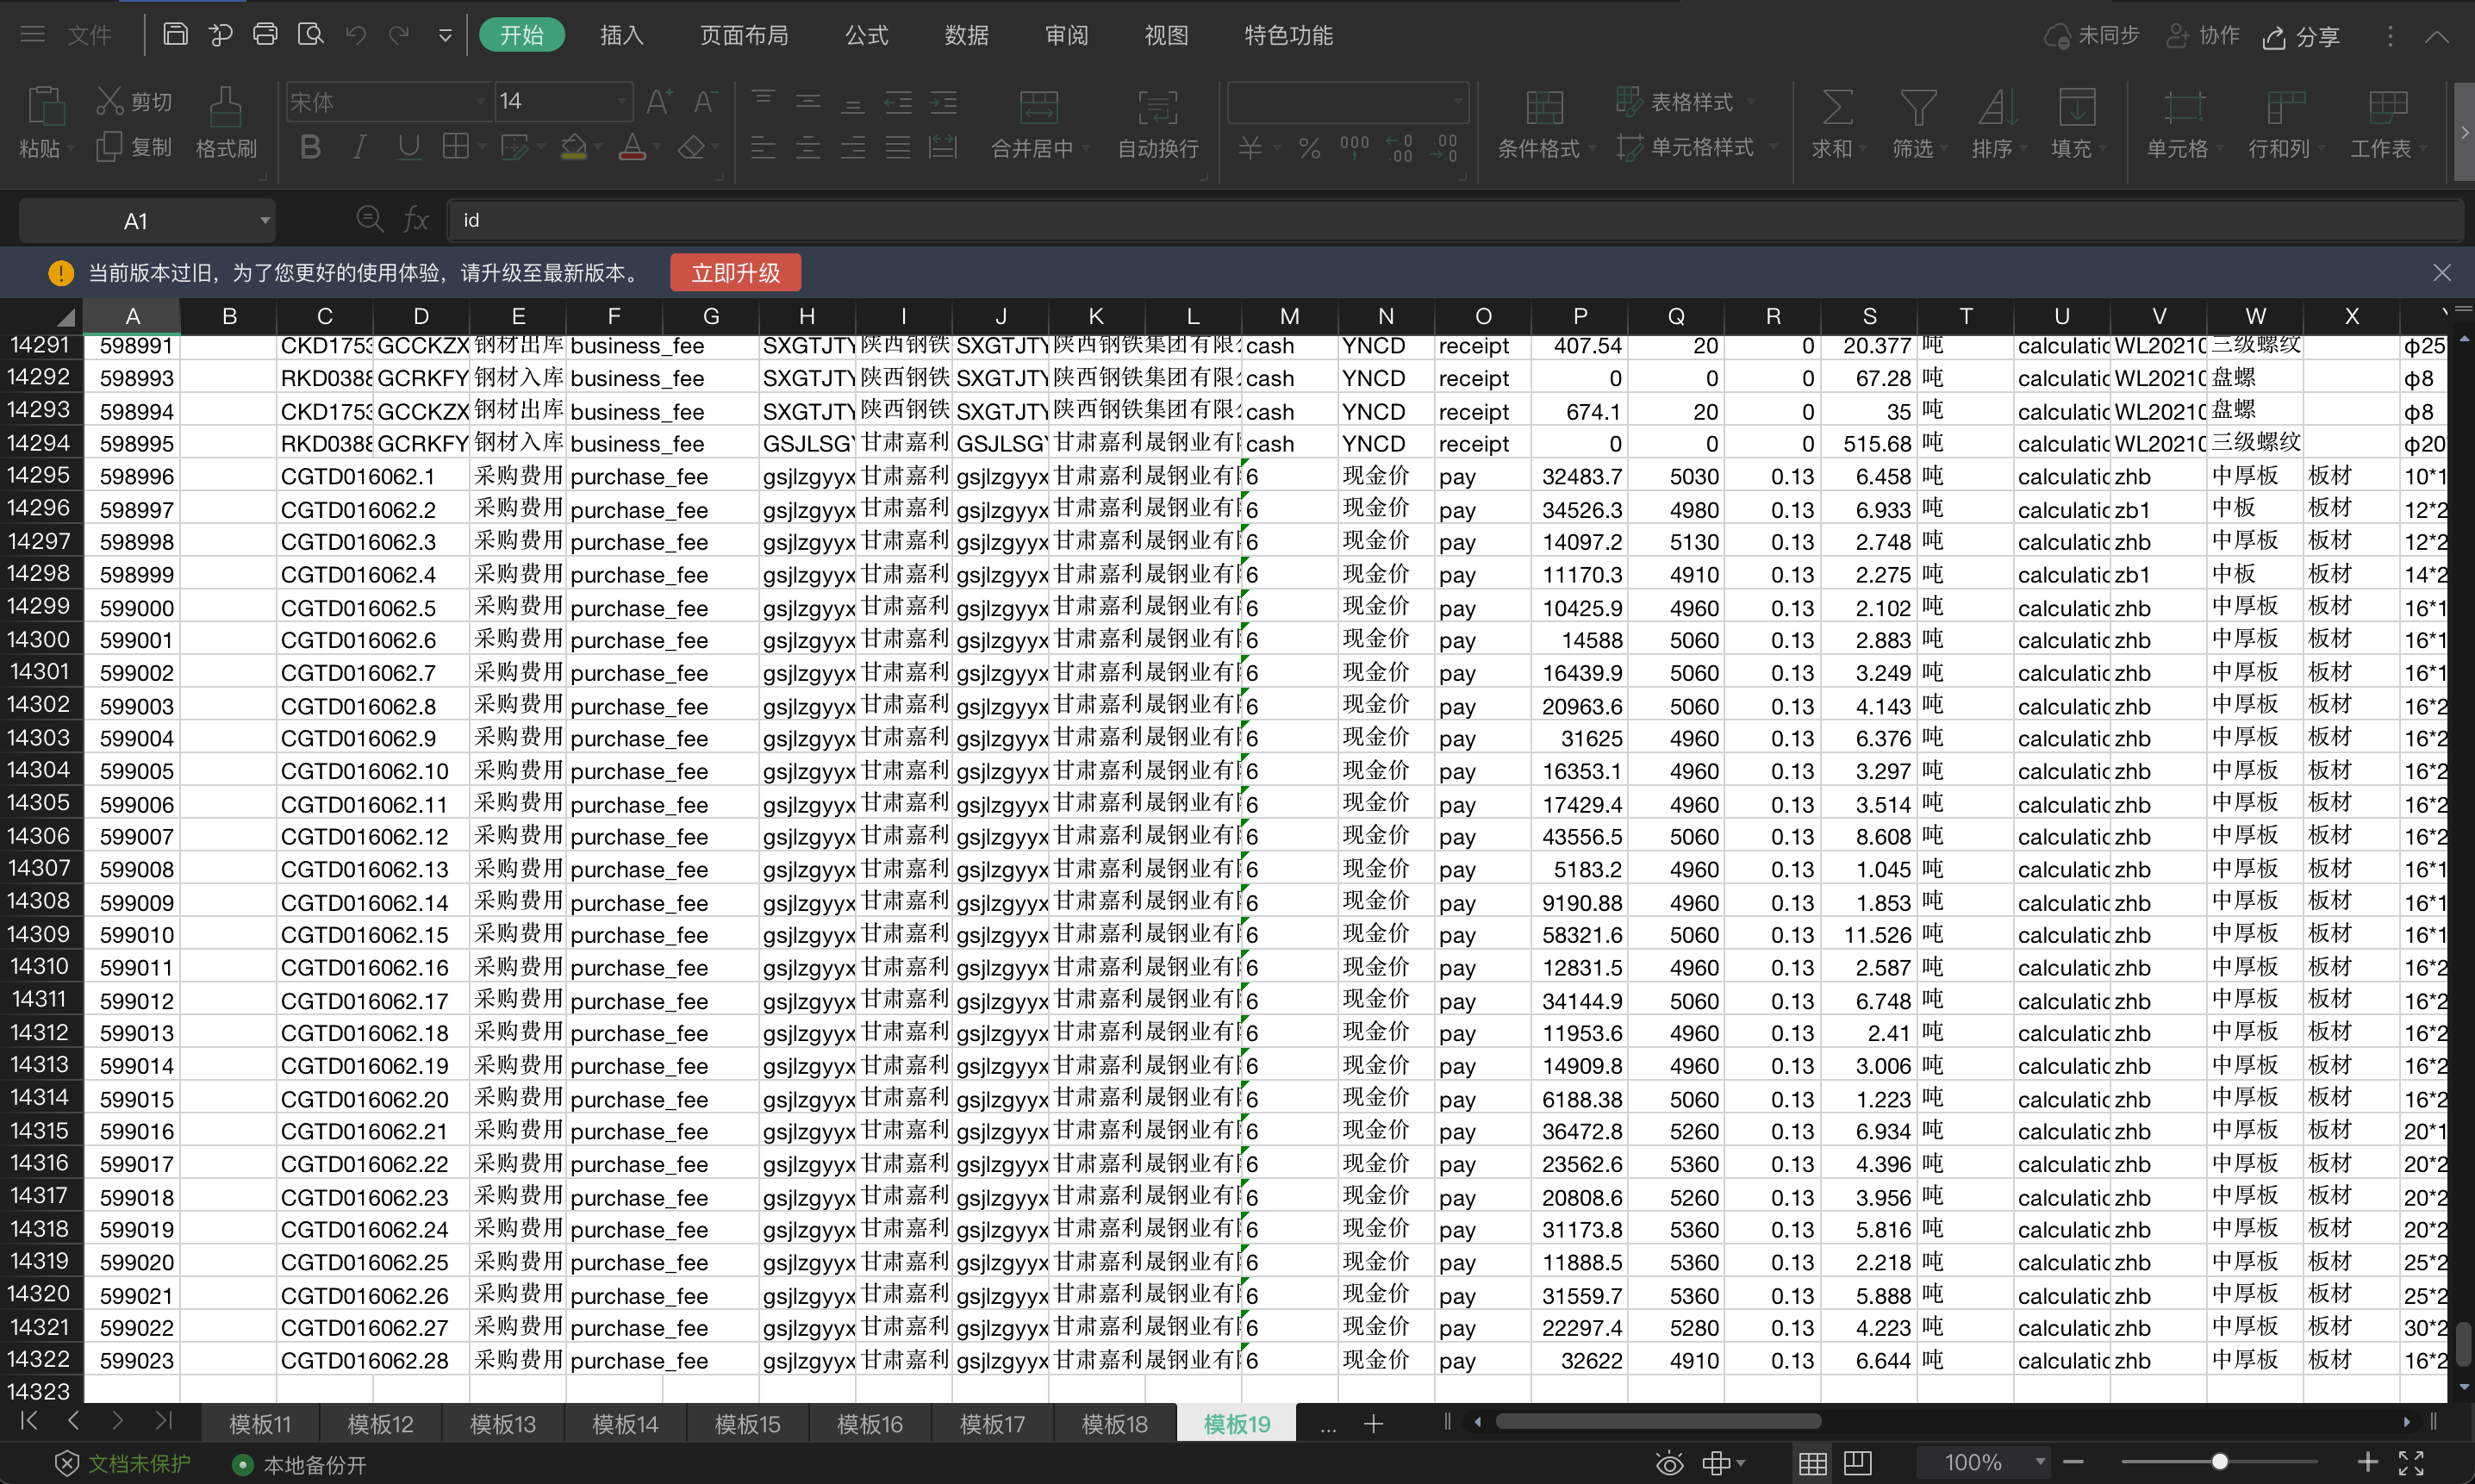 文件 开始 插入 页面布局 公式 数据 审阅 视图 特色功能 未同步 协作 分享
粘贴 剪切 复制 格式刷 宋体 14 合并居中 自动换行 条件格式 表格样式 单元格样式 求和 筛选 排序 填充 单元格 行和列 工作表
A1 fx id
当前版本过旧，为了您更好的使用体验，请升级至最新版本。 立即升级
A B C D E F G H I J K L M N O P Q R S T U V W X
14291 598991 CKD1753 GCCKZX 钢材出库 business_fee SXGTJTY 陕西钢铁 SXGTJTY 陕西钢铁集团有限 cash YNCD receipt 407.54 20 0 20.377 吨 calculatic WL20210 三级螺纹 ф25
14292 598993 RKD0388 GCRKFY 钢材入库 business_fee SXGTJTY 陕西钢铁 SXGTJTY 陕西钢铁集团有限 cash YNCD receipt 0 0 0 67.28 吨 calculatic WL20210 盘螺 ф8
14293 598994 CKD1753 GCCKZX 钢材出库 business_fee SXGTJTY 陕西钢铁 SXGTJTY 陕西钢铁集团有限 cash YNCD receipt 674.1 20 0 35 吨 calculatic WL20210 盘螺 ф8
14294 598995 RKD0388 GCRKFY 钢材入库 business_fee GSJLSGY 甘肃嘉利 GSJLSGY 甘肃嘉利晟钢业有 cash YNCD receipt 0 0 0 515.68 吨 calculatic WL20210 三级螺纹 ф20
14295 598996 CGTD016062.1 采购费用 purchase_fee gsjlzgyyx 甘肃嘉利 gsjlzgyyx 甘肃嘉利晟钢业有 6 现金价 pay 32483.7 5030 0.13 6.458 吨 calculatic zhb 中厚板 板材 10*1
14296 598997 CGTD016062.2 采购费用 purchase_fee gsjlzgyyx 甘肃嘉利 gsjlzgyyx 甘肃嘉利晟钢业有 6 现金价 pay 34526.3 4980 0.13 6.933 吨 calculatic zb1 中板 板材 12*2
14297 598998 CGTD016062.3 采购费用 purchase_fee gsjlzgyyx 甘肃嘉利 gsjlzgyyx 甘肃嘉利晟钢业有 6 现金价 pay 14097.2 5130 0.13 2.748 吨 calculatic zhb 中厚板 板材 12*2
14298 598999 CGTD016062.4 采购费用 purchase_fee gsjlzgyyx 甘肃嘉利 gsjlzgyyx 甘肃嘉利晟钢业有 6 现金价 pay 11170.3 4910 0.13 2.275 吨 calculatic zb1 中板 板材 14*2
14299 599000 CGTD016062.5 采购费用 purchase_fee gsjlzgyyx 甘肃嘉利 gsjlzgyyx 甘肃嘉利晟钢业有 6 现金价 pay 10425.9 4960 0.13 2.102 吨 calculatic zhb 中厚板 板材 16*1
14300 599001 CGTD016062.6 采购费用 purchase_fee gsjlzgyyx 甘肃嘉利 gsjlzgyyx 甘肃嘉利晟钢业有 6 现金价 pay 14588 5060 0.13 2.883 吨 calculatic zhb 中厚板 板材 16*1
14301 599002 CGTD016062.7 采购费用 purchase_fee gsjlzgyyx 甘肃嘉利 gsjlzgyyx 甘肃嘉利晟钢业有 6 现金价 pay 16439.9 5060 0.13 3.249 吨 calculatic zhb 中厚板 板材 16*1
14302 599003 CGTD016062.8 采购费用 purchase_fee gsjlzgyyx 甘肃嘉利 gsjlzgyyx 甘肃嘉利晟钢业有 6 现金价 pay 20963.6 5060 0.13 4.143 吨 calculatic zhb 中厚板 板材 16*2
14303 599004 CGTD016062.9 采购费用 purchase_fee gsjlzgyyx 甘肃嘉利 gsjlzgyyx 甘肃嘉利晟钢业有 6 现金价 pay 31625 4960 0.13 6.376 吨 calculatic zhb 中厚板 板材 16*2
14304 599005 CGTD016062.10 采购费用 purchase_fee gsjlzgyyx 甘肃嘉利 gsjlzgyyx 甘肃嘉利晟钢业有 6 现金价 pay 16353.1 4960 0.13 3.297 吨 calculatic zhb 中厚板 板材 16*2
14305 599006 CGTD016062.11 采购费用 purchase_fee gsjlzgyyx 甘肃嘉利 gsjlzgyyx 甘肃嘉利晟钢业有 6 现金价 pay 17429.4 4960 0.13 3.514 吨 calculatic zhb 中厚板 板材 16*2
14306 599007 CGTD016062.12 采购费用 purchase_fee gsjlzgyyx 甘肃嘉利 gsjlzgyyx 甘肃嘉利晟钢业有 6 现金价 pay 43556.5 5060 0.13 8.608 吨 calculatic zhb 中厚板 板材 16*2
14307 599008 CGTD016062.13 采购费用 purchase_fee gsjlzgyyx 甘肃嘉利 gsjlzgyyx 甘肃嘉利晟钢业有 6 现金价 pay 5183.2 4960 0.13 1.045 吨 calculatic zhb 中厚板 板材 16*1
14308 599009 CGTD016062.14 采购费用 purchase_fee gsjlzgyyx 甘肃嘉利 gsjlzgyyx 甘肃嘉利晟钢业有 6 现金价 pay 9190.88 4960 0.13 1.853 吨 calculatic zhb 中厚板 板材 16*1
14309 599010 CGTD016062.15 采购费用 purchase_fee gsjlzgyyx 甘肃嘉利 gsjlzgyyx 甘肃嘉利晟钢业有 6 现金价 pay 58321.6 5060 0.13 11.526 吨 calculatic zhb 中厚板 板材 16*1
14310 599011 CGTD016062.16 采购费用 purchase_fee gsjlzgyyx 甘肃嘉利 gsjlzgyyx 甘肃嘉利晟钢业有 6 现金价 pay 12831.5 4960 0.13 2.587 吨 calculatic zhb 中厚板 板材 16*2
14311 599012 CGTD016062.17 采购费用 purchase_fee gsjlzgyyx 甘肃嘉利 gsjlzgyyx 甘肃嘉利晟钢业有 6 现金价 pay 34144.9 5060 0.13 6.748 吨 calculatic zhb 中厚板 板材 16*2
14312 599013 CGTD016062.18 采购费用 purchase_fee gsjlzgyyx 甘肃嘉利 gsjlzgyyx 甘肃嘉利晟钢业有 6 现金价 pay 11953.6 4960 0.13 2.41 吨 calculatic zhb 中厚板 板材 16*2
14313 599014 CGTD016062.19 采购费用 purchase_fee gsjlzgyyx 甘肃嘉利 gsjlzgyyx 甘肃嘉利晟钢业有 6 现金价 pay 14909.8 4960 0.13 3.006 吨 calculatic zhb 中厚板 板材 16*2
14314 599015 CGTD016062.20 采购费用 purchase_fee gsjlzgyyx 甘肃嘉利 gsjlzgyyx 甘肃嘉利晟钢业有 6 现金价 pay 6188.38 5060 0.13 1.223 吨 calculatic zhb 中厚板 板材 16*2
14315 599016 CGTD016062.21 采购费用 purchase_fee gsjlzgyyx 甘肃嘉利 gsjlzgyyx 甘肃嘉利晟钢业有 6 现金价 pay 36472.8 5260 0.13 6.934 吨 calculatic zhb 中厚板 板材 20*1
14316 599017 CGTD016062.22 采购费用 purchase_fee gsjlzgyyx 甘肃嘉利 gsjlzgyyx 甘肃嘉利晟钢业有 6 现金价 pay 23562.6 5360 0.13 4.396 吨 calculatic zhb 中厚板 板材 20*2
14317 599018 CGTD016062.23 采购费用 purchase_fee gsjlzgyyx 甘肃嘉利 gsjlzgyyx 甘肃嘉利晟钢业有 6 现金价 pay 20808.6 5260 0.13 3.956 吨 calculatic zhb 中厚板 板材 20*2
14318 599019 CGTD016062.24 采购费用 purchase_fee gsjlzgyyx 甘肃嘉利 gsjlzgyyx 甘肃嘉利晟钢业有 6 现金价 pay 31173.8 5360 0.13 5.816 吨 calculatic zhb 中厚板 板材 20*2
14319 599020 CGTD016062.25 采购费用 purchase_fee gsjlzgyyx 甘肃嘉利 gsjlzgyyx 甘肃嘉利晟钢业有 6 现金价 pay 11888.5 5360 0.13 2.218 吨 calculatic zhb 中厚板 板材 25*2
14320 599021 CGTD016062.26 采购费用 purchase_fee gsjlzgyyx 甘肃嘉利 gsjlzgyyx 甘肃嘉利晟钢业有 6 现金价 pay 31559.7 5360 0.13 5.888 吨 calculatic zhb 中厚板 板材 25*2
14321 599022 CGTD016062.27 采购费用 purchase_fee gsjlzgyyx 甘肃嘉利 gsjlzgyyx 甘肃嘉利晟钢业有 6 现金价 pay 22297.4 5280 0.13 4.223 吨 calculatic zhb 中厚板 板材 30*2
14322 599023 CGTD016062.28 采购费用 purchase_fee gsjlzgyyx 甘肃嘉利 gsjlzgyyx 甘肃嘉利晟钢业有 6 现金价 pay 32622 4910 0.13 6.644 吨 calculatic zhb 中厚板 板材 16*2
14323
模板11 模板12 模板13 模板14 模板15 模板16 模板17 模板18 模板19 ...
文档未保护 本地备份开 100%